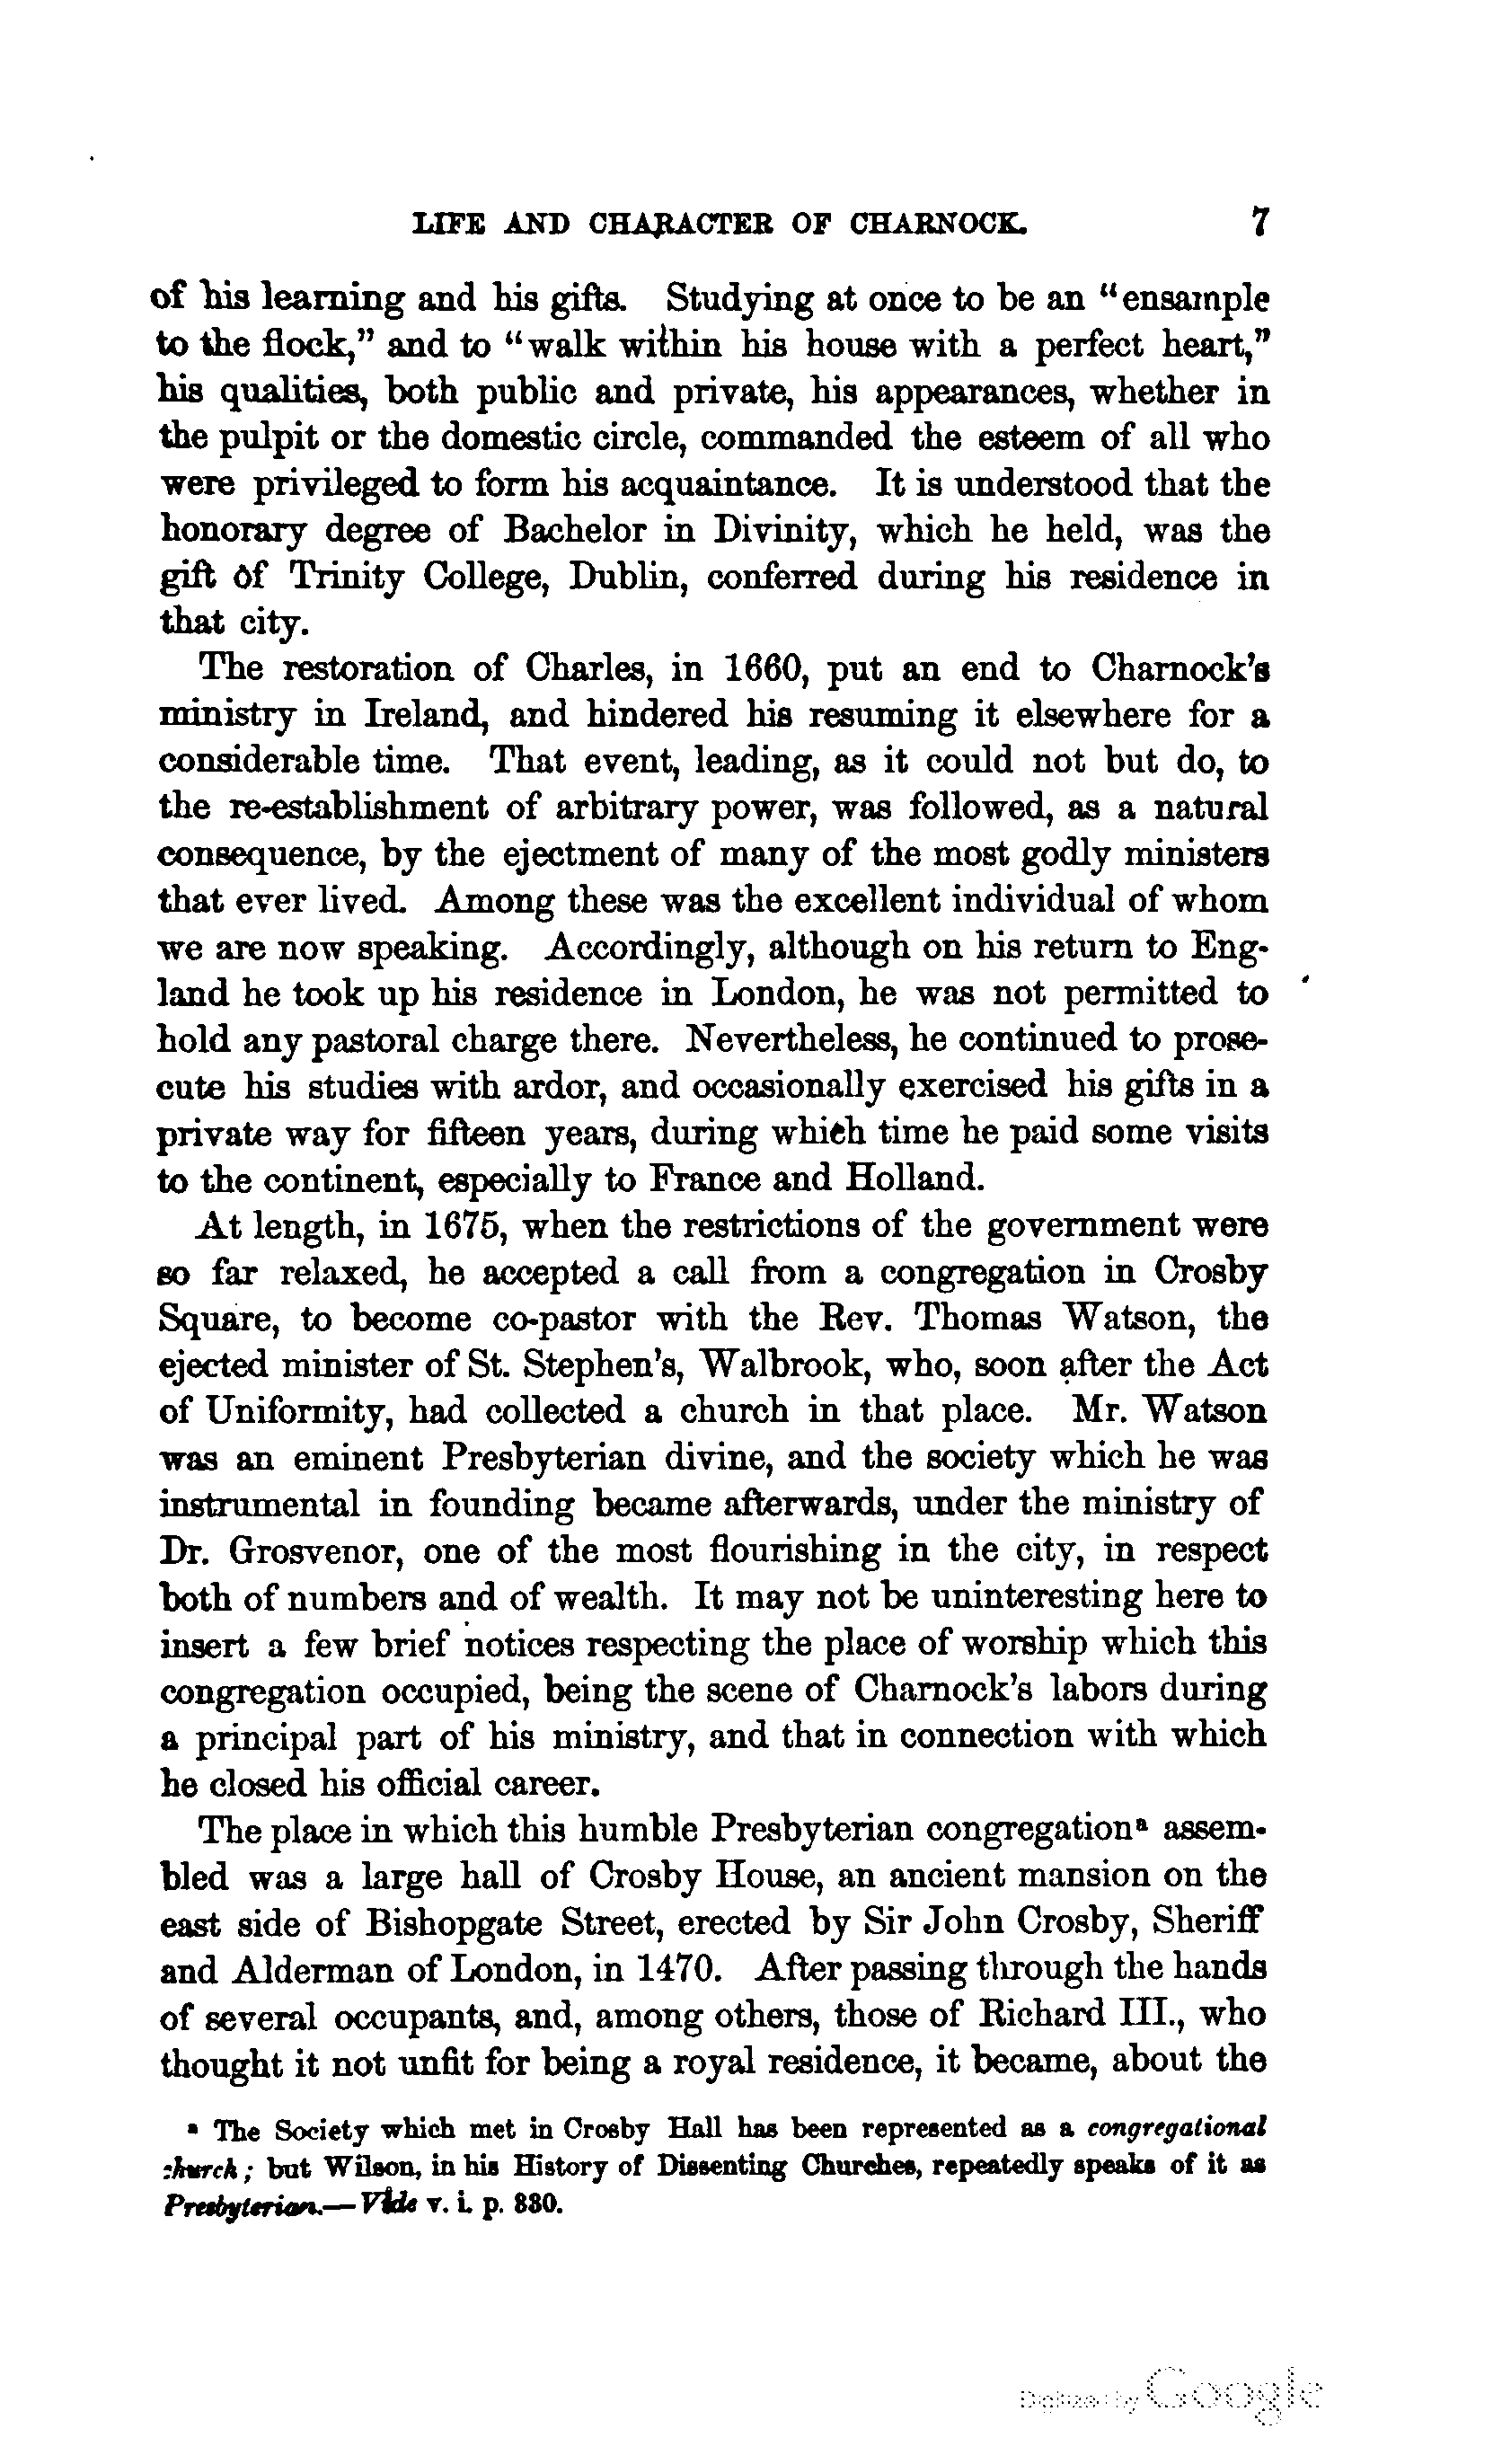 LIFE AND CHARACTER OF CHARNOCK. 7
of his learning and his gifts. Studying at once to be an "ensample
to the flock," and to "walk within his house with a perfect heart,"
his qualities, both public and private, his appearances, whether in
the pulpit or the domestic circle, commanded the esteem of all who
were privileged to form his acquaintance. It is understood that the
honorary degree of Bachelor in Divinity, which he held, was the
gift of Trinity College, Dublin, conferred during his residence in
that city.
The restoration of Charles, in 1660, put an end to Charnock's
ministry in Ireland, and hindered his resuming it elsewhere for a
considerable time. That event, leading, as it could not but do, to
the re-establishment of arbitrary power, was followed, as a natural
consequence, by the ejectment of many of the most godly ministers
that ever lived. Among these was the excellent individual of whom
we are now speaking. Accordingly, although on his return to Eng-
land he took up his residence in London, he was not permitted to
hold any pastoral charge there. Nevertheless, he continued to prose-
cute his studies with ardor, and occasionally exercised his gifts in a
private way for fifteen years, during which time he paid some visits
to the continent, especially to France and Holland.
At length, in 1675, when the restrictions of the government were
so far relaxed, he accepted a call from a congregation in Crosby
Square, to become co-pastor with the Rev. Thomas Watson, the
ejected minister of St. Stephen's, Walbrook, who, soon after the Act
of Uniformity, had collected a church in that place. Mr. Watson
was an eminent Presbyterian divine, and the society which he was
instrumental in founding became afterwards, under the ministry of
Dr. Grosvenor, one of the most flourishing in the city, in respect
both of numbers and of wealth. It may not be uninteresting here to
insert a few brief notices respecting the place of worship which this
congregation occupied, being the scene of Charnock's labors during
a principal part of his ministry, and that in connection with which
he closed his official career.
The place in which this humble Presbyterian congregationᵃ assem-
bled was a large hall of Crosby House, an ancient mansion on the
east side of Bishopgate Street, erected by Sir John Crosby, Sheriff
and Alderman of London, in 1470. After passing through the hands
of several occupants, and, among others, those of Richard III., who
thought it not unfit for being a royal residence, it became, about the
ᵃ The Society which met in Crosby Hall has been represented as a congregational
church; but Wilson, in his History of Dissenting Churches, repeatedly speaks of it as
Presbyterian.—Vide v. i. p. 330.
Digitized by Google